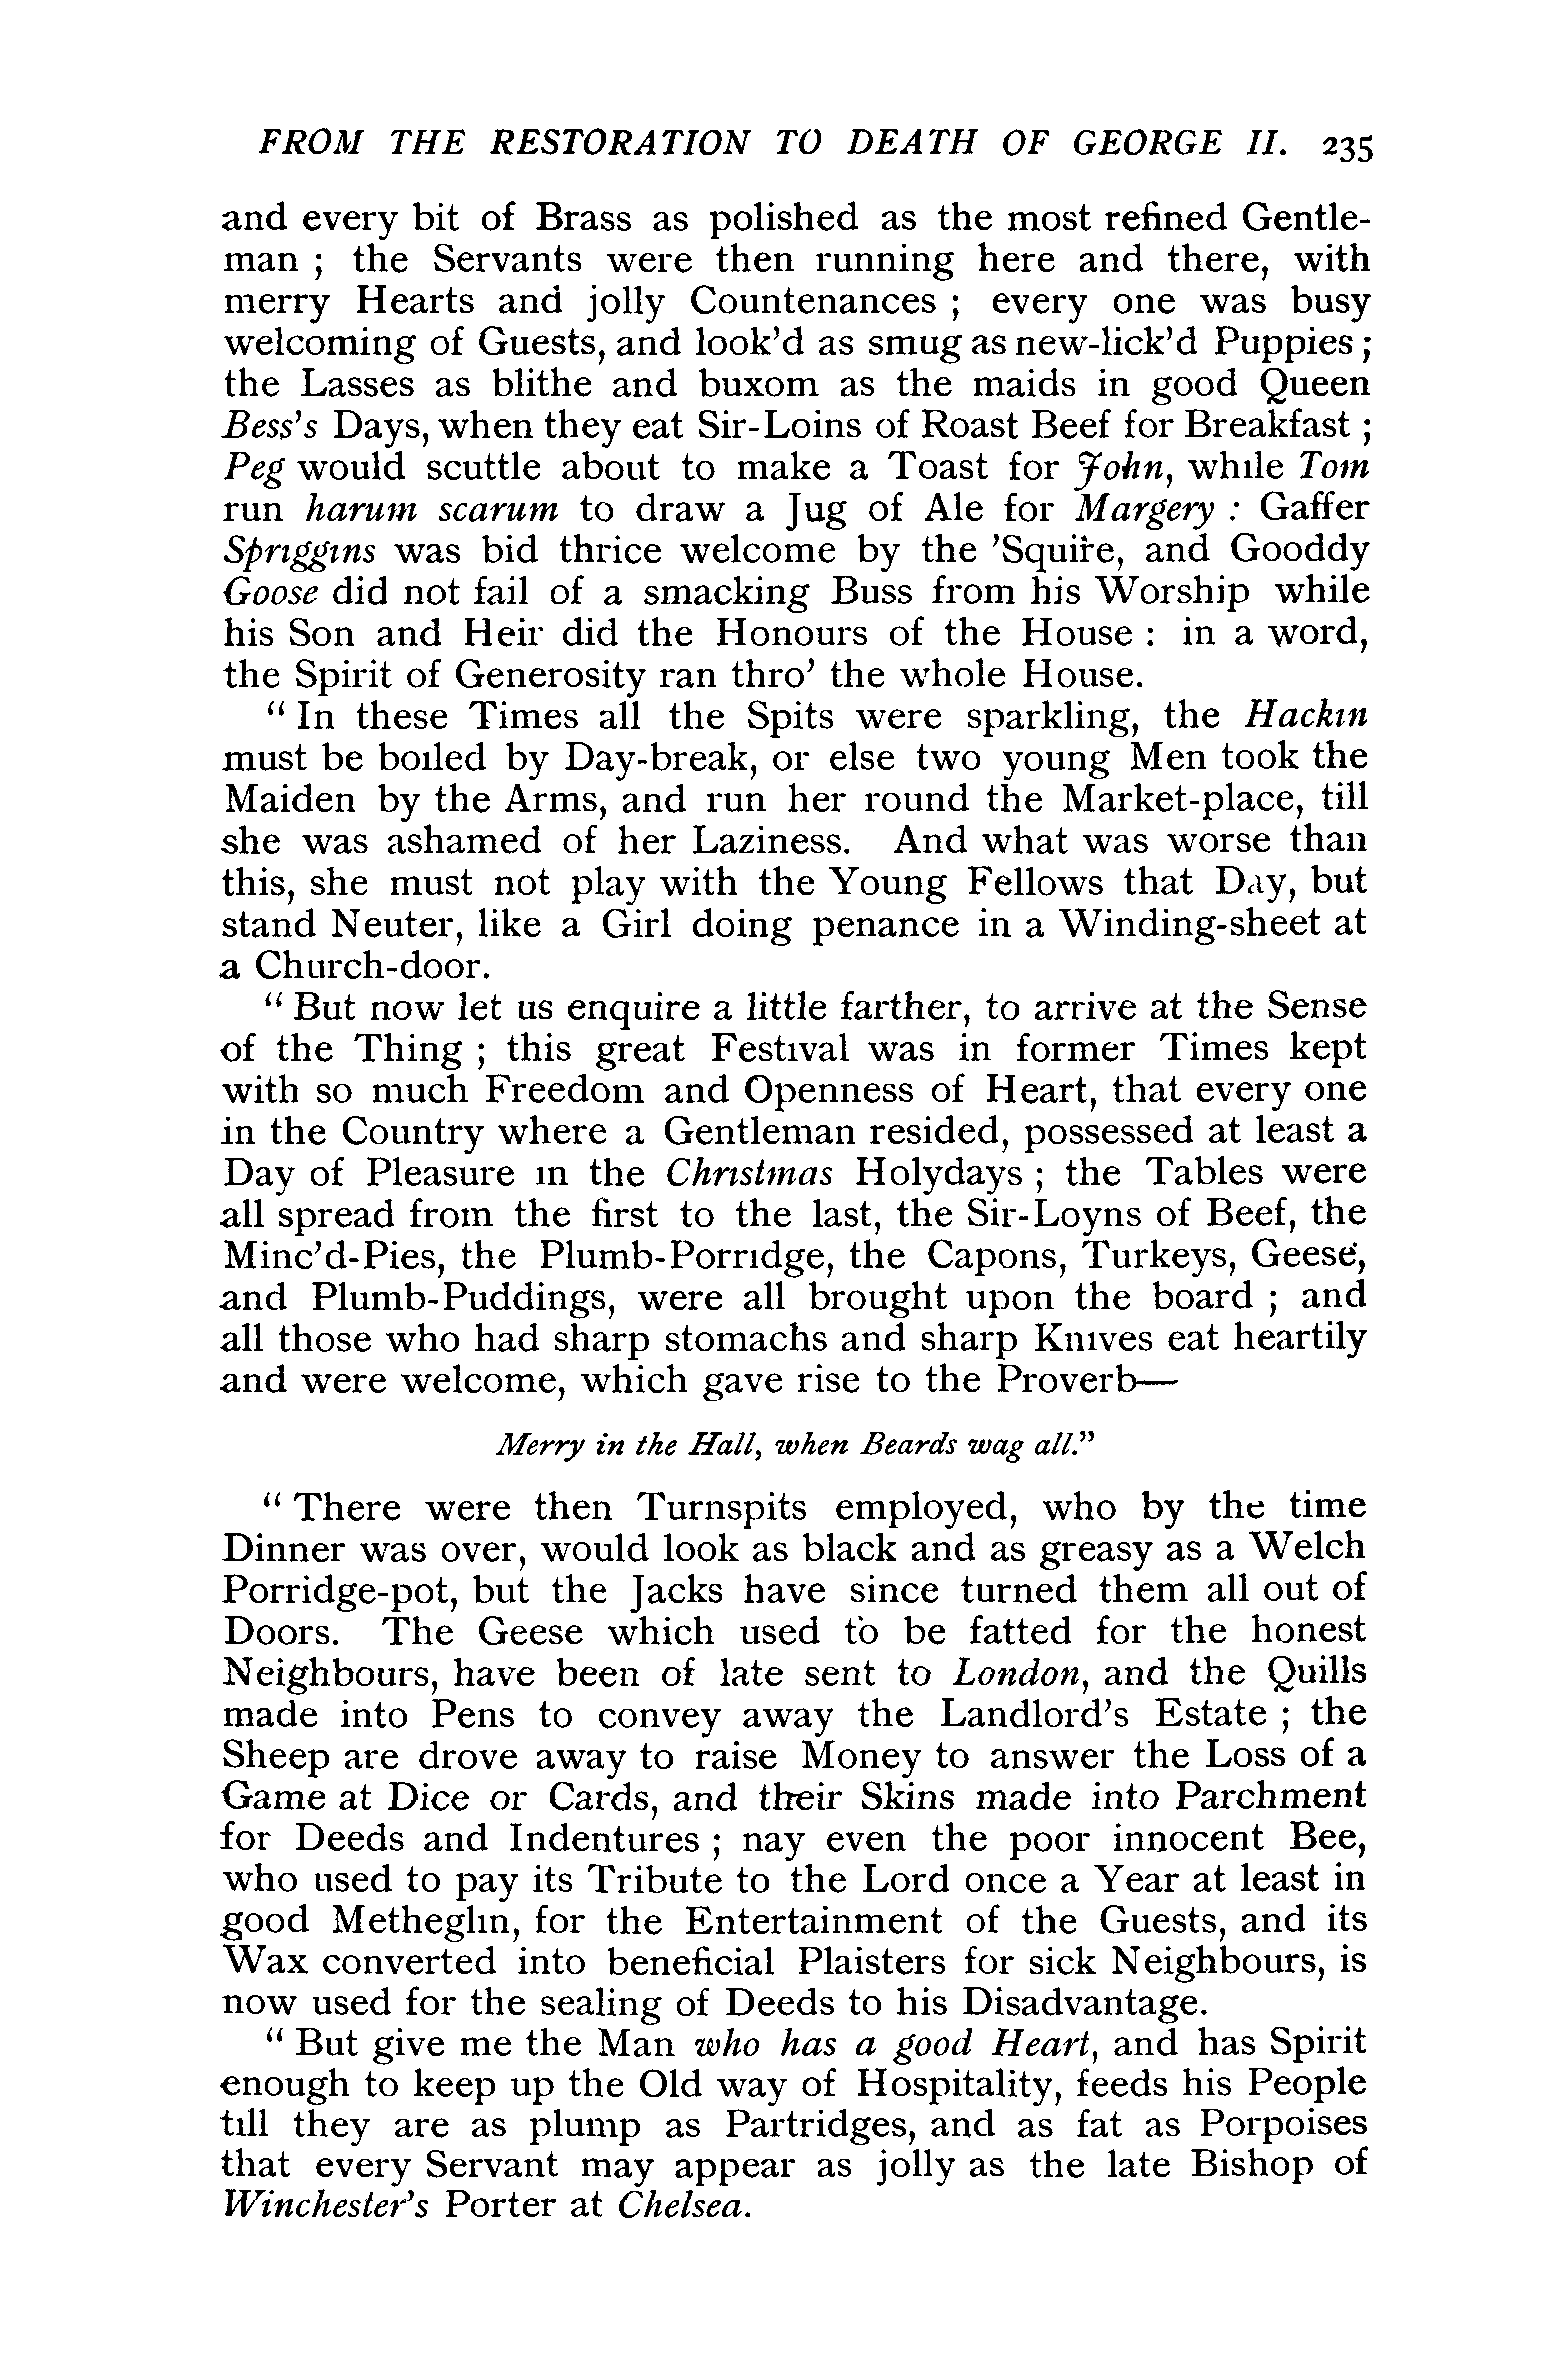 FROM THE RESTORATION TO DEATH OF GEORGE II. 235
and every bit of Brass as polished as the most refined Gentle-
man ; the Servants were then running here and there, with
merry Hearts and jolly Countenances ; every one was busy
welcoming of Guests, and look'd as smug as new-lick'd Puppies ;
the Lasses as blithe and buxom as the maids in good Queen
Bess's Days, when they eat Sir-Loins of Roast Beef for Breakfast ;
Peg would scuttle about to make a Toast for John, while Tom
run harum scarum to draw a Jug of Ale for Margery : Gaffer
Spriggins was bid thrice welcome by the 'Squire, and Gooddy
Goose did not fail of a smacking Buss from his Worship while
his Son and Heir did the Honours of the House : in a word,
the Spirit of Generosity ran thro' the whole House.
" In these Times all the Spits were sparkling, the Hackin
must be boiled by Day-break, or else two young Men took the
Maiden by the Arms, and run her round the Market-place, till
she was ashamed of her Laziness. And what was worse than
this, she must not play with the Young Fellows that Day, but
stand Neuter, like a Girl doing penance in a Winding-sheet at
a Church-door.
" But now let us enquire a little farther, to arrive at the Sense
of the Thing ; this great Festival was in former Times kept
with so much Freedom and Openness of Heart, that every one
in the Country where a Gentleman resided, possessed at least a
Day of Pleasure in the Christmas Holydays ; the Tables were
all spread from the first to the last, the Sir-Loyns of Beef, the
Minc'd-Pies, the Plumb-Porridge, the Capons, Turkeys, Geese,
and Plumb-Puddings, were all brought upon the board ; and
all those who had sharp stomachs and sharp Knives eat heartily
and were welcome, which gave rise to the Proverb—
Merry in the Hall, when Beards wag all."
" There were then Turnspits employed, who by the time
Dinner was over, would look as black and as greasy as a Welch
Porridge-pot, but the Jacks have since turned them all out of
Doors. The Geese which used to be fatted for the honest
Neighbours, have been of late sent to London, and the Quills
made into Pens to convey away the Landlord's Estate ; the
Sheep are drove away to raise Money to answer the Loss of a
Game at Dice or Cards, and their Skins made into Parchment
for Deeds and Indentures ; nay even the poor innocent Bee,
who used to pay its Tribute to the Lord once a Year at least in
good Metheglin, for the Entertainment of the Guests, and its
Wax converted into beneficial Plaisters for sick Neighbours, is
now used for the sealing of Deeds to his Disadvantage.
" But give me the Man who has a good Heart, and has Spirit
enough to keep up the Old way of Hospitality, feeds his People
till they are as plump as Partridges, and as fat as Porpoises
that every Servant may appear as jolly as the late Bishop of
Winchester's Porter at Chelsea.